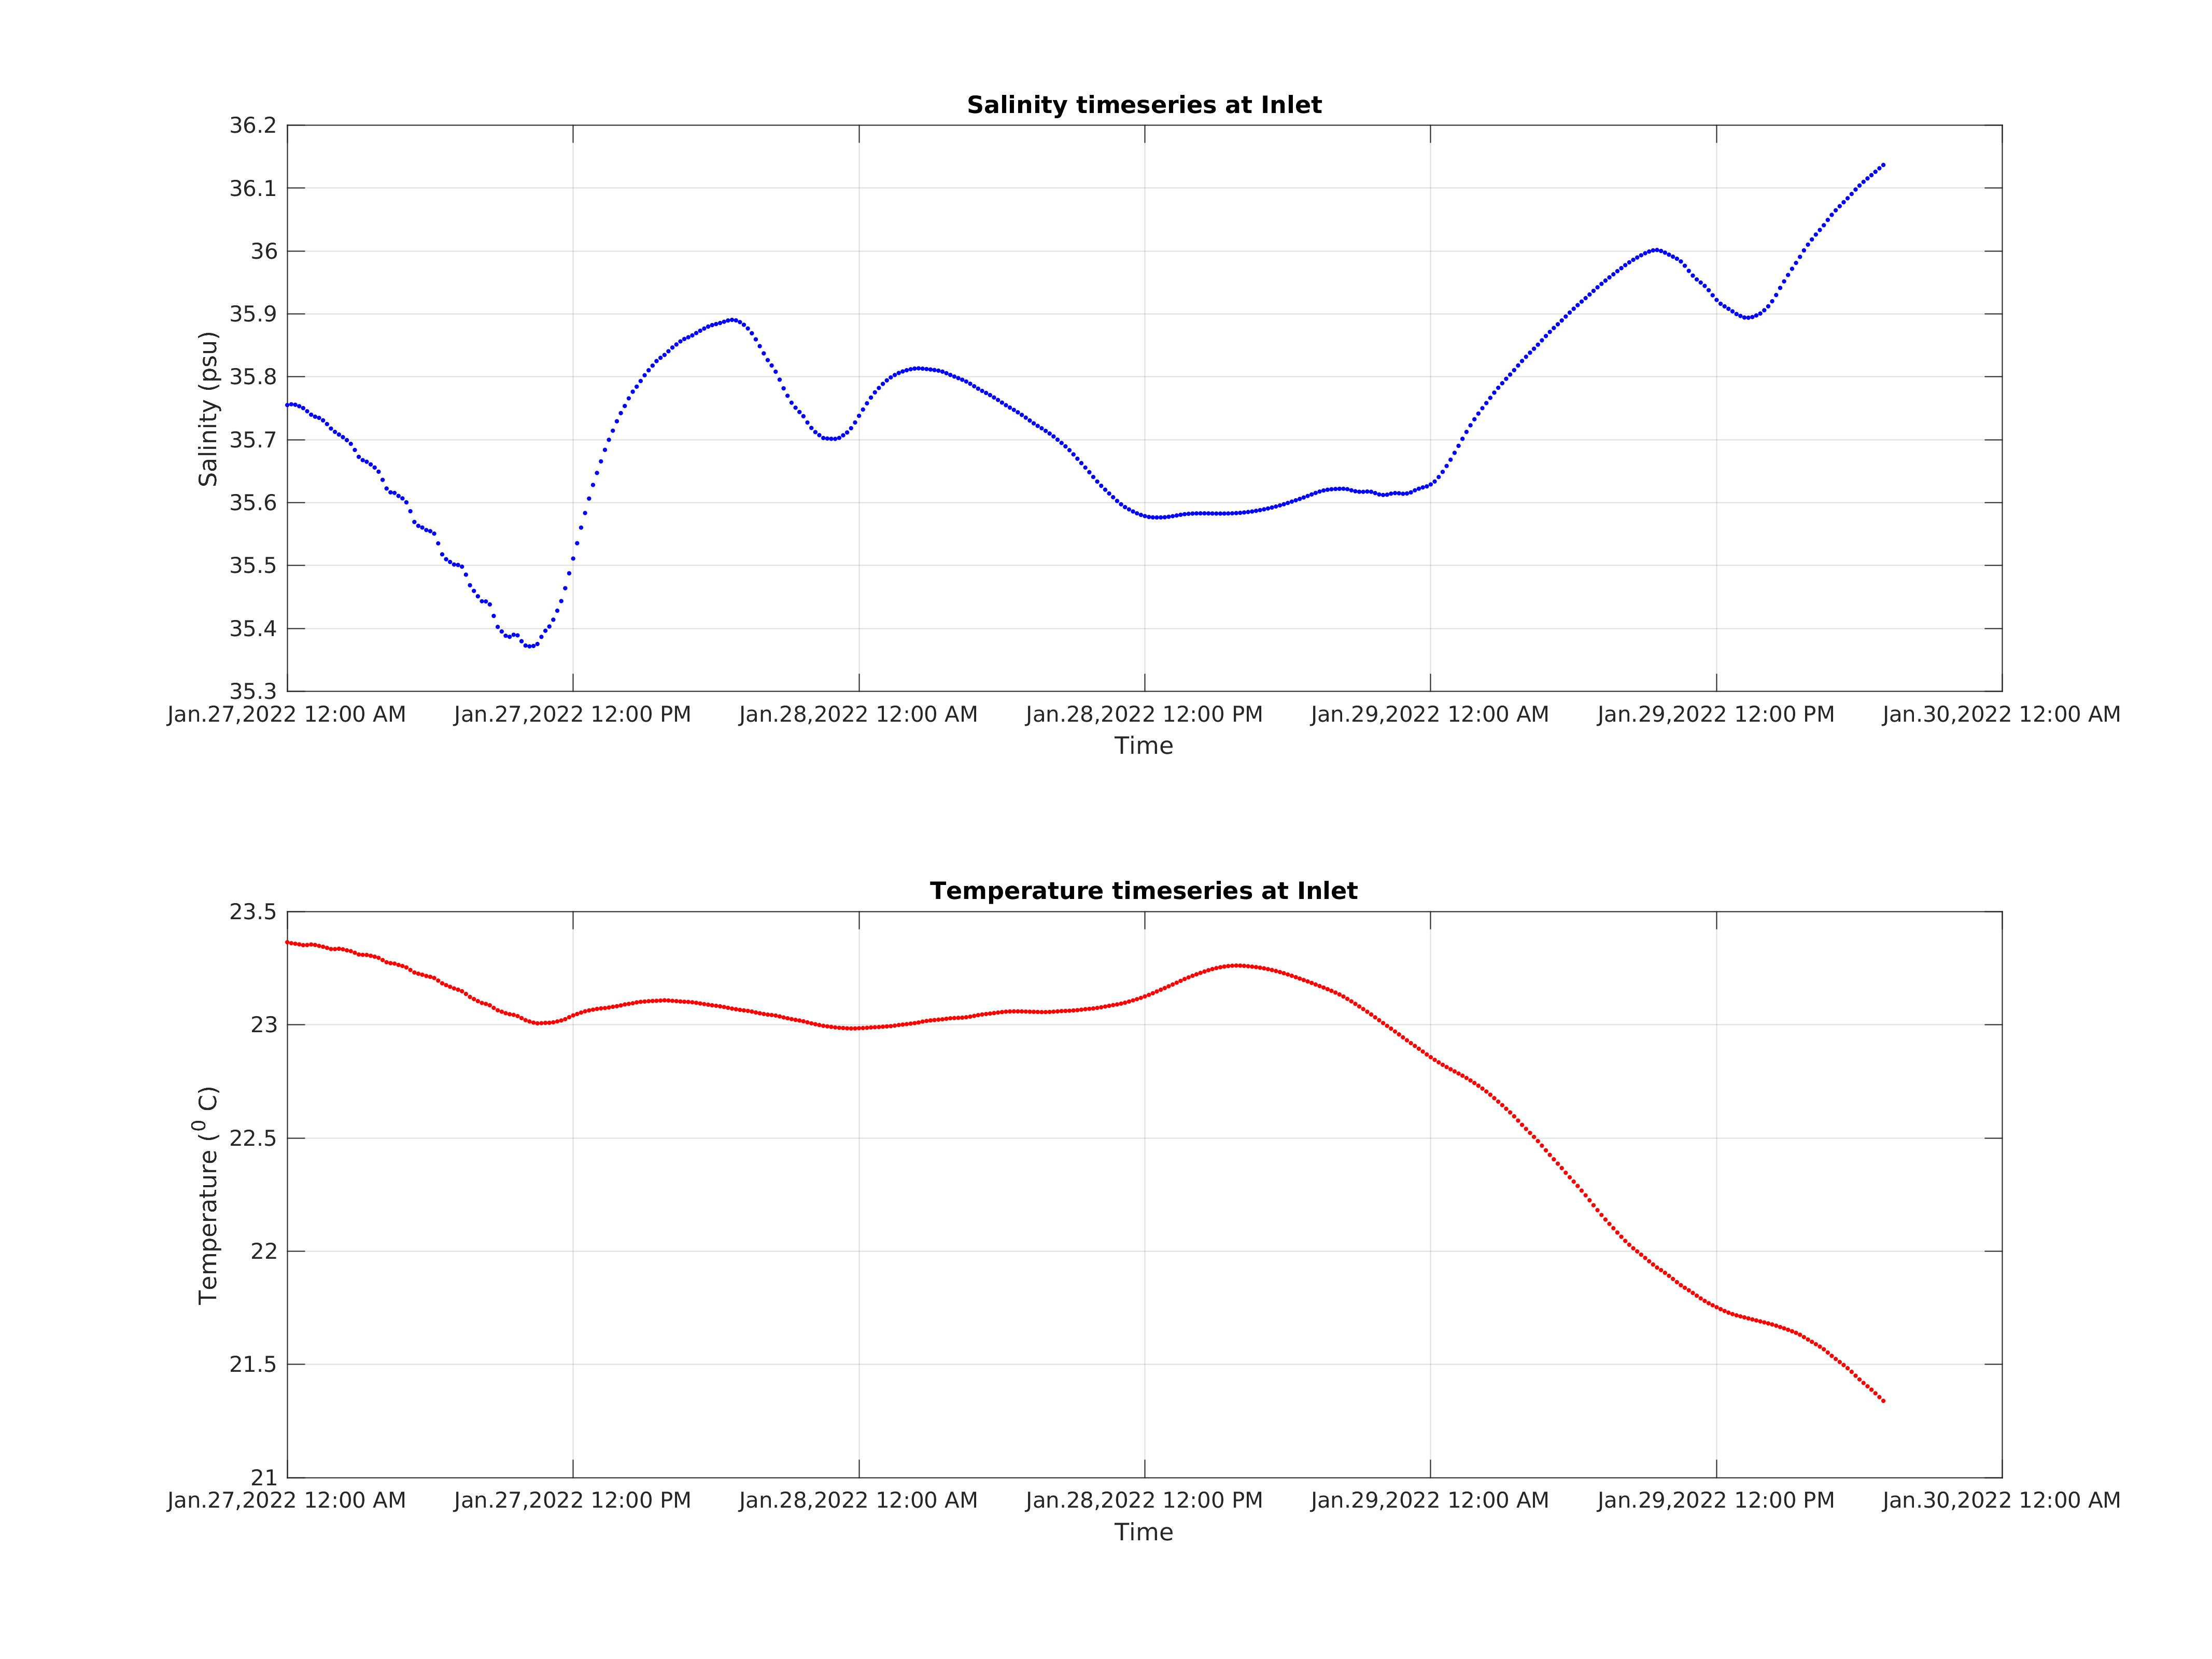 Salinity timeseries at Inlet
36.2
36.1
36
35.9
35.8
35.7
35.6
35.5
35.4
35.3
Salinity (psu)
Jan.27,2022 12:00 AM Jan.27,2022 12:00 PM Jan.28,2022 12:00 AM Jan.28,2022 12:00 PM Jan.29,2022 12:00 AM Jan.29,2022 12:00 PM Jan.30,2022 12:00 AM
Time
Temperature timeseries at Inlet
23.5
23
22.5
22
21.5
21
Temperature (⁰ C)
Jan.27,2022 12:00 AM Jan.27,2022 12:00 PM Jan.28,2022 12:00 AM Jan.28,2022 12:00 PM Jan.29,2022 12:00 AM Jan.29,2022 12:00 PM Jan.30,2022 12:00 AM
Time